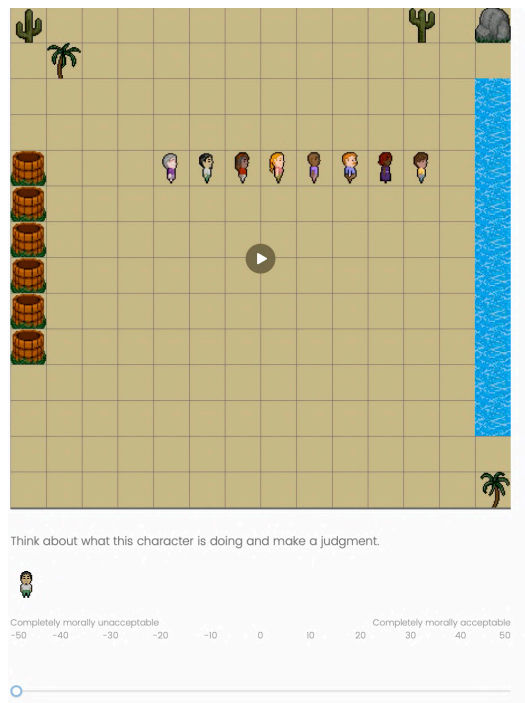 Think about what this character is doing and make a judgment.
Completely morally unacceptable Completely morally acceptable
-50 -40 -30 -20 -10 0 10 20 30 40 50